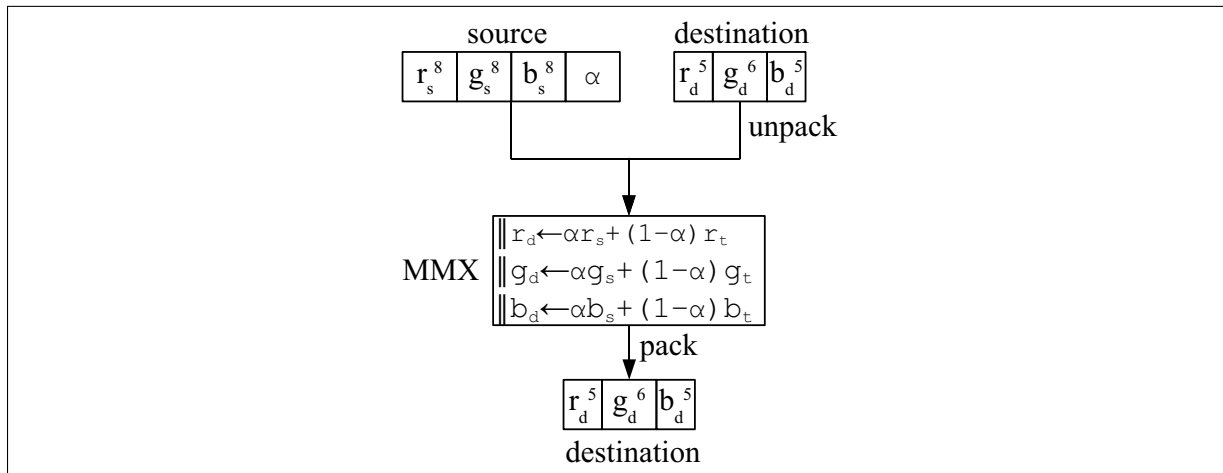 source destination
r_s^8 g_s^8 b_s^8 α r_d^5 g_d^6 b_d^5
unpack
‖ r_d←αr_s+(1-α)r_t
MMX ‖ g_d←αg_s+(1-α)g_t
‖ b_d←αb_s+(1-α)b_t
pack
r_d^5 g_d^6 b_d^5
destination